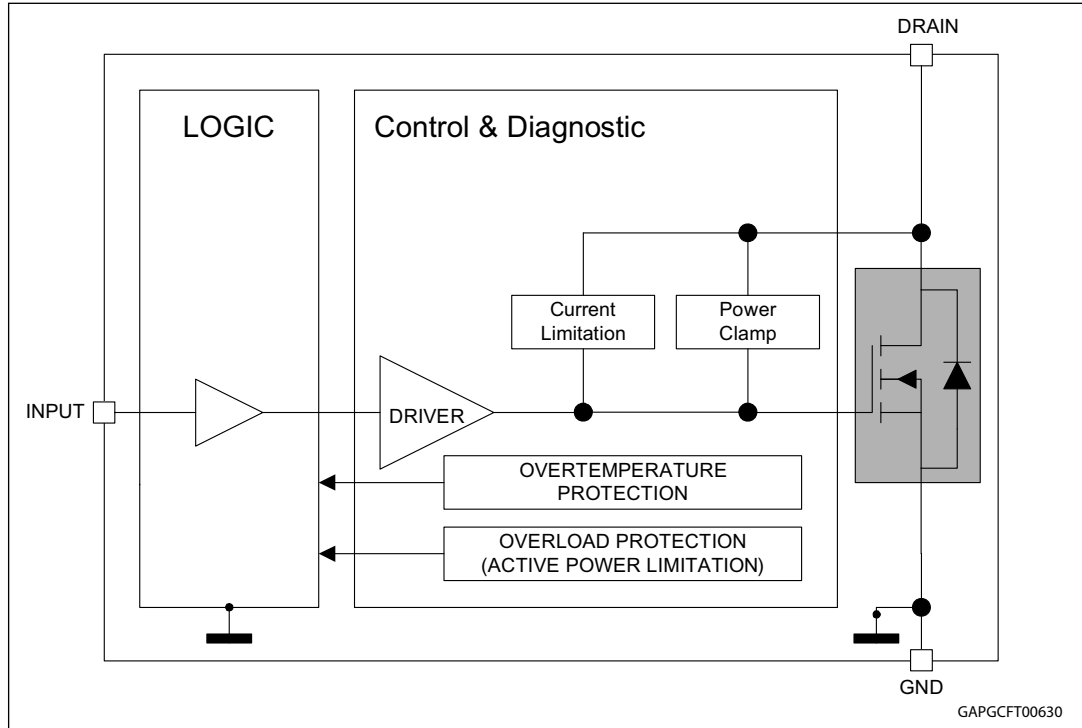 DRAIN
LOGIC
Control & Diagnostic
Current
Limitation
Power
Clamp
INPUT
DRIVER
OVERTEMPERATURE
PROTECTION
OVERLOAD PROTECTION
(ACTIVE POWER LIMITATION)
GND
GAPGCFT00630